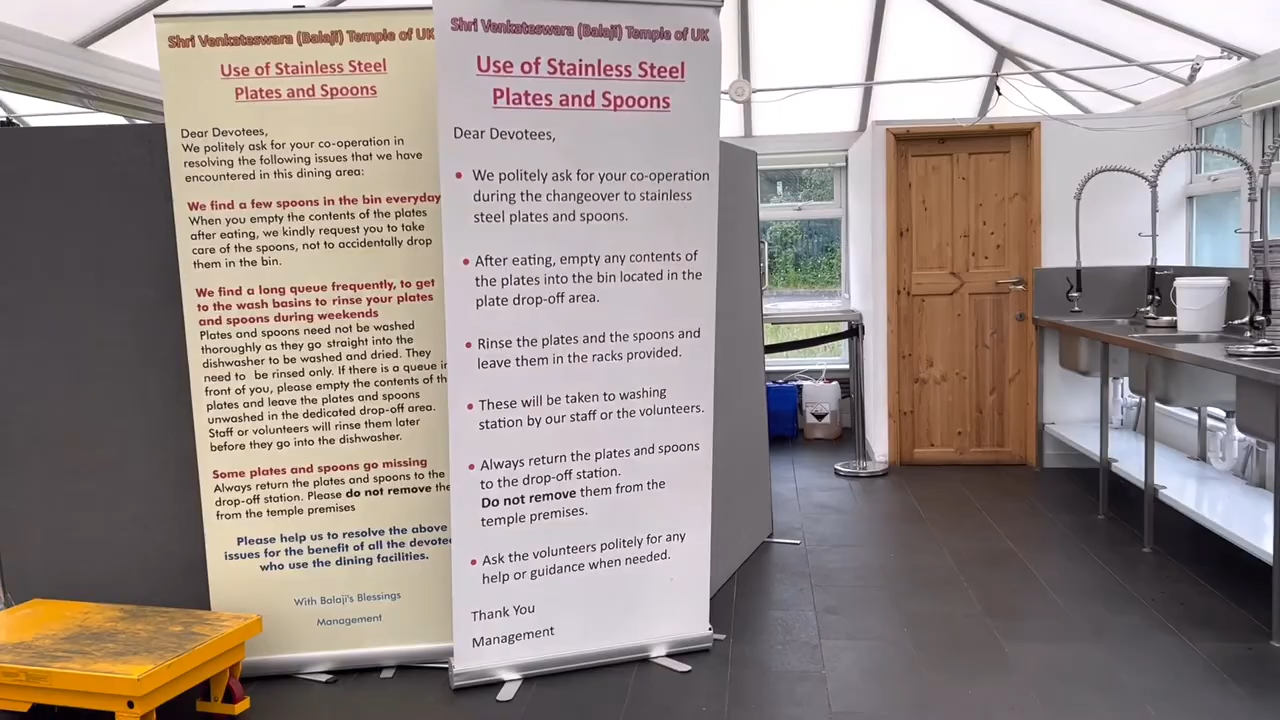 Shri Venkateswara (Balaji) Temple of UK
Use of Stainless Steel
Plates and Spoons
Dear Devotees,
We politely ask for your co-operation in
resolving the following issues that we have
encountered in this dining area:
We find a few spoons in the bin everyday
When you empty the contents of the plates
after eating, we kindly request you to take
care of the spoons, not to accidentally drop
them in the bin.
We find a long queue frequently, to get
to the wash basins to rinse your plates
and spoons during weekends
Plates and spoons need not be washed
thoroughly as they go straight into the
dishwasher to be washed and dried. They
need to be rinsed only. If there is a queue in
front of you, please empty the contents of th
plates and leave the plates and spoons
unwashed in the dedicated drop-off area.
Staff or volunteers will rinse them later
before they go into the dishwasher.
Some plates and spoons go missing
Always return the plates and spoons to the
drop-off station. Please do not remove the
from the temple premises
Please help us to resolve the above
issues for the benefit of all the devote
who use the dining facilities.
With Balaji's Blessings
Management
Shri Venkateswara (Balaji) Temple of UK
Use of Stainless Steel
Plates and Spoons
Dear Devotees,
• We politely ask for your co-operation
during the changeover to stainless
steel plates and spoons.
• After eating, empty any contents of
the plates into the bin located in the
plate drop-off area.
• Rinse the plates and the spoons and
leave them in the racks provided.
• These will be taken to washing
station by our staff or the volunteers.
• Always return the plates and spoons
to the drop-off station.
Do not remove them from the
temple premises.
• Ask the volunteers politely for any
help or guidance when needed.
Thank You
Management